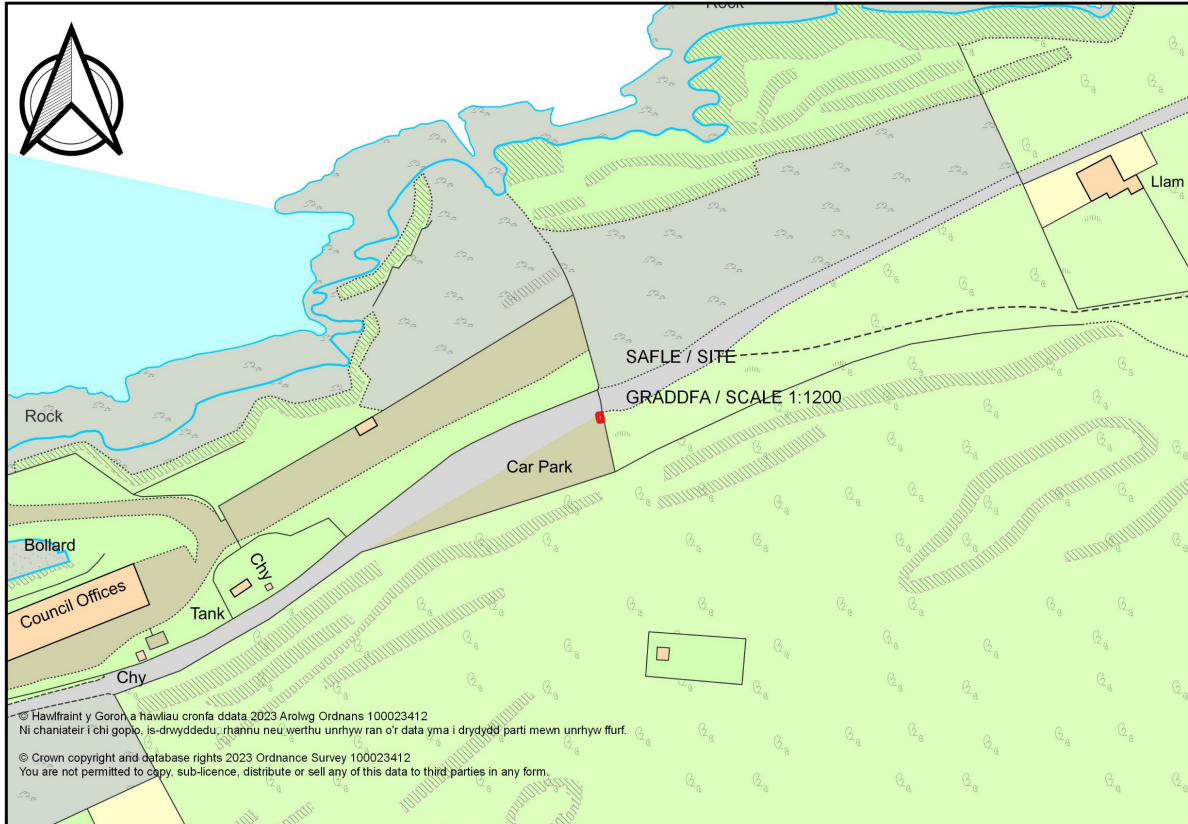 Rock
Llam
SAFLE / SITE
GRADDFA / SCALE 1:1200
Rock
Car Park
Bollard
Chy
Council Offices
Tank
Chy
© Hawlfraint y Goron a hawliau cronfa ddata 2023 Arolwg Ordnans 100023412
Ni chaniateir i chi gopïo, is-drwyddedu, rhannu neu werthu unrhyw ran o'r data yma i drydydd parti mewn unrhyw ffurf.
© Crown copyright and database rights 2023 Ordnance Survey 100023412
You are not permitted to copy, sub-licence, distribute or sell any of this data to third parties in any form.